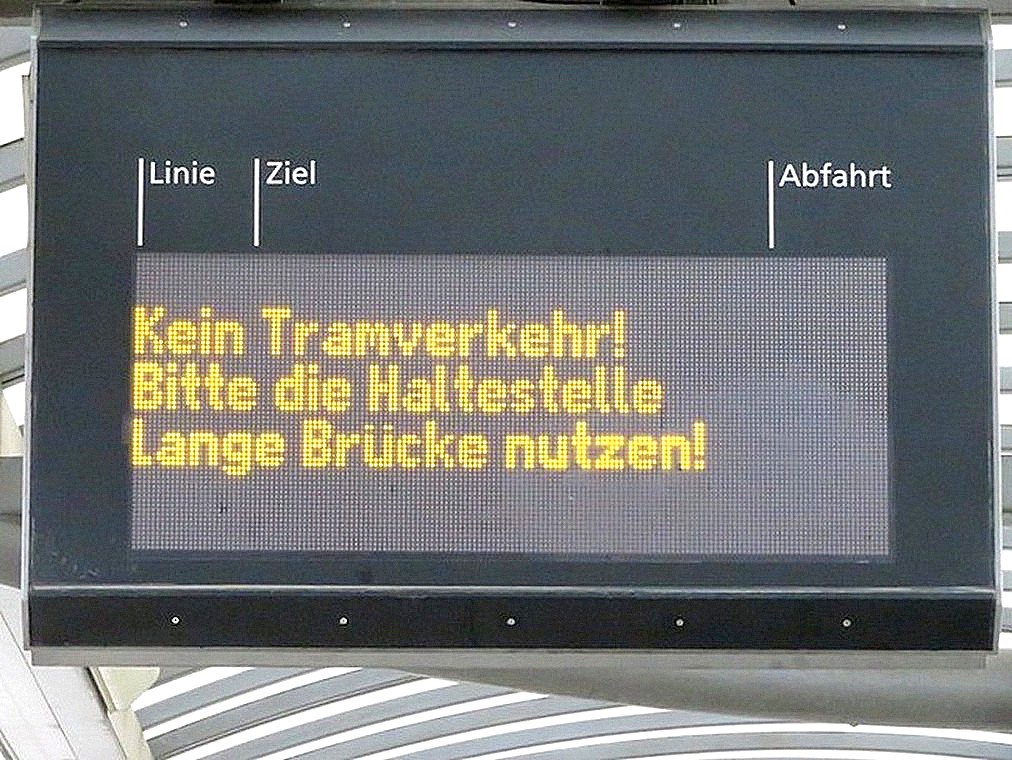 Linie Ziel Abfahrt
Kein Tramverkehr!
Bitte die Haltestelle
Lange Brücke nutzen!